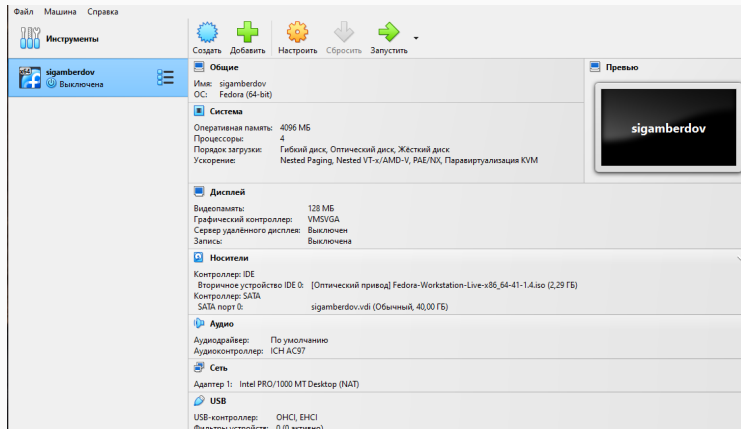 Файл Машина Справка
Инструменты
Создать Добавить Настроить Сбросить Запустить
sigamberdov
Выключена
Общие
Имя: sigamberdov
ОС: Fedora (64-bit)
Превью
sigamberdov
Система
Оперативная память: 4096 МБ
Процессоры: 4
Порядок загрузки: Гибкий диск, Оптический диск, Жёсткий диск
Ускорение: Nested Paging, Nested VT-x/AMD-V, PAE/NX, Паравиртуализация KVM
Дисплей
Видеопамять: 128 МБ
Графический контроллер: VMSVGA
Сервер удалённого дисплея: Выключен
Запись: Выключена
Носители
Контроллер: IDE
Вторичное устройство IDE 0: [Оптический привод] Fedora-Workstation-Live-x86_64-41-1.4.iso (2,29 ГБ)
Контроллер: SATA
SATA порт 0: sigamberdov.vdi (Обычный, 40,00 ГБ)
Аудио
Аудиодрайвер: По умолчанию
Аудиоконтроллер: ICH AC97
Сеть
Адаптер 1: Intel PRO/1000 MT Desktop (NAT)
USB
USB-контроллер: OHCI, EHCI
Фильтры устройств: 0 (0 активно)